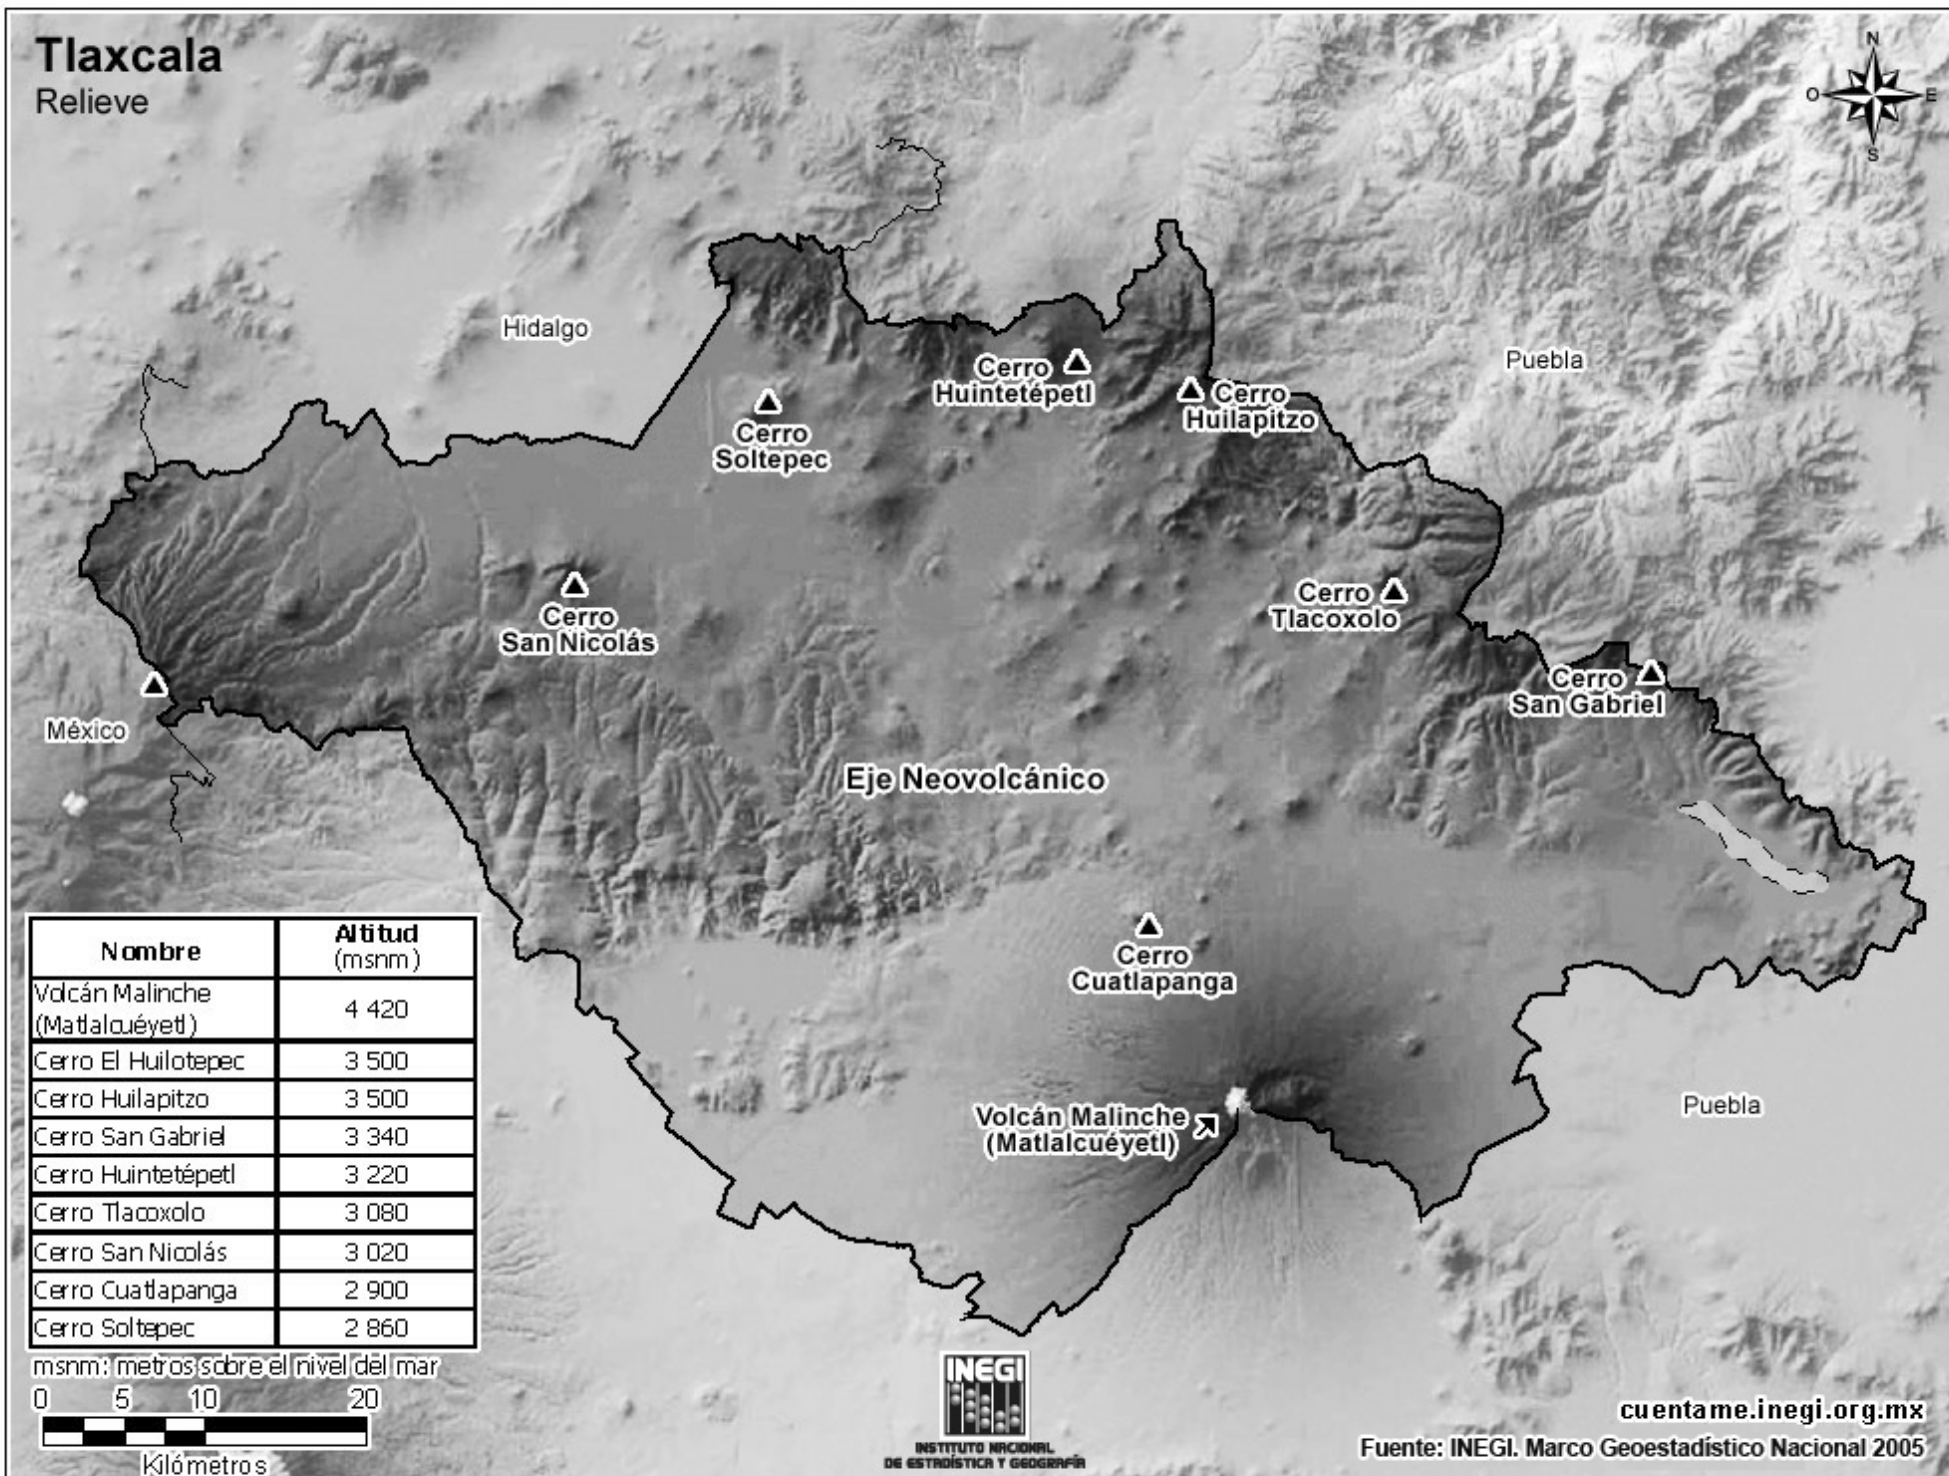 Tlaxcala
Relieve
N
O
E
S
Hidalgo
Puebla
Cerro
Huintetépetl
Cerro
Huilapitzo
Cerro
Soltepec
Cerro
San Nicolás
Cerro
Tlacoxolo
Cerro
San Gabriel
México
Eje Neovolcánico
Cerro
Cuatlapanga
Volcán Malinche
(Matlalcuéyetl)
Puebla
Nombre Altitud
(msnm)
Volcán Malinche
(Matlalcuéyetl) 4 420
Cerro El Huilotepec 3 500
Cerro Huilapitzo 3 500
Cerro San Gabriel 3 340
Cerro Huintetépetl 3 220
Cerro Tlacoxolo 3 080
Cerro San Nicolás 3 020
Cerro Cuatlapanga 2 900
Cerro Soltepec 2 860
msnm: metros sobre el nivel del mar
0 5 10 20
Kilómetros
INEGI
INSTITUTO NACIONAL
DE ESTADÍSTICA Y GEOGRAFÍA
cuentame.inegi.org.mx
Fuente: INEGI. Marco Geoestadístico Nacional 2005